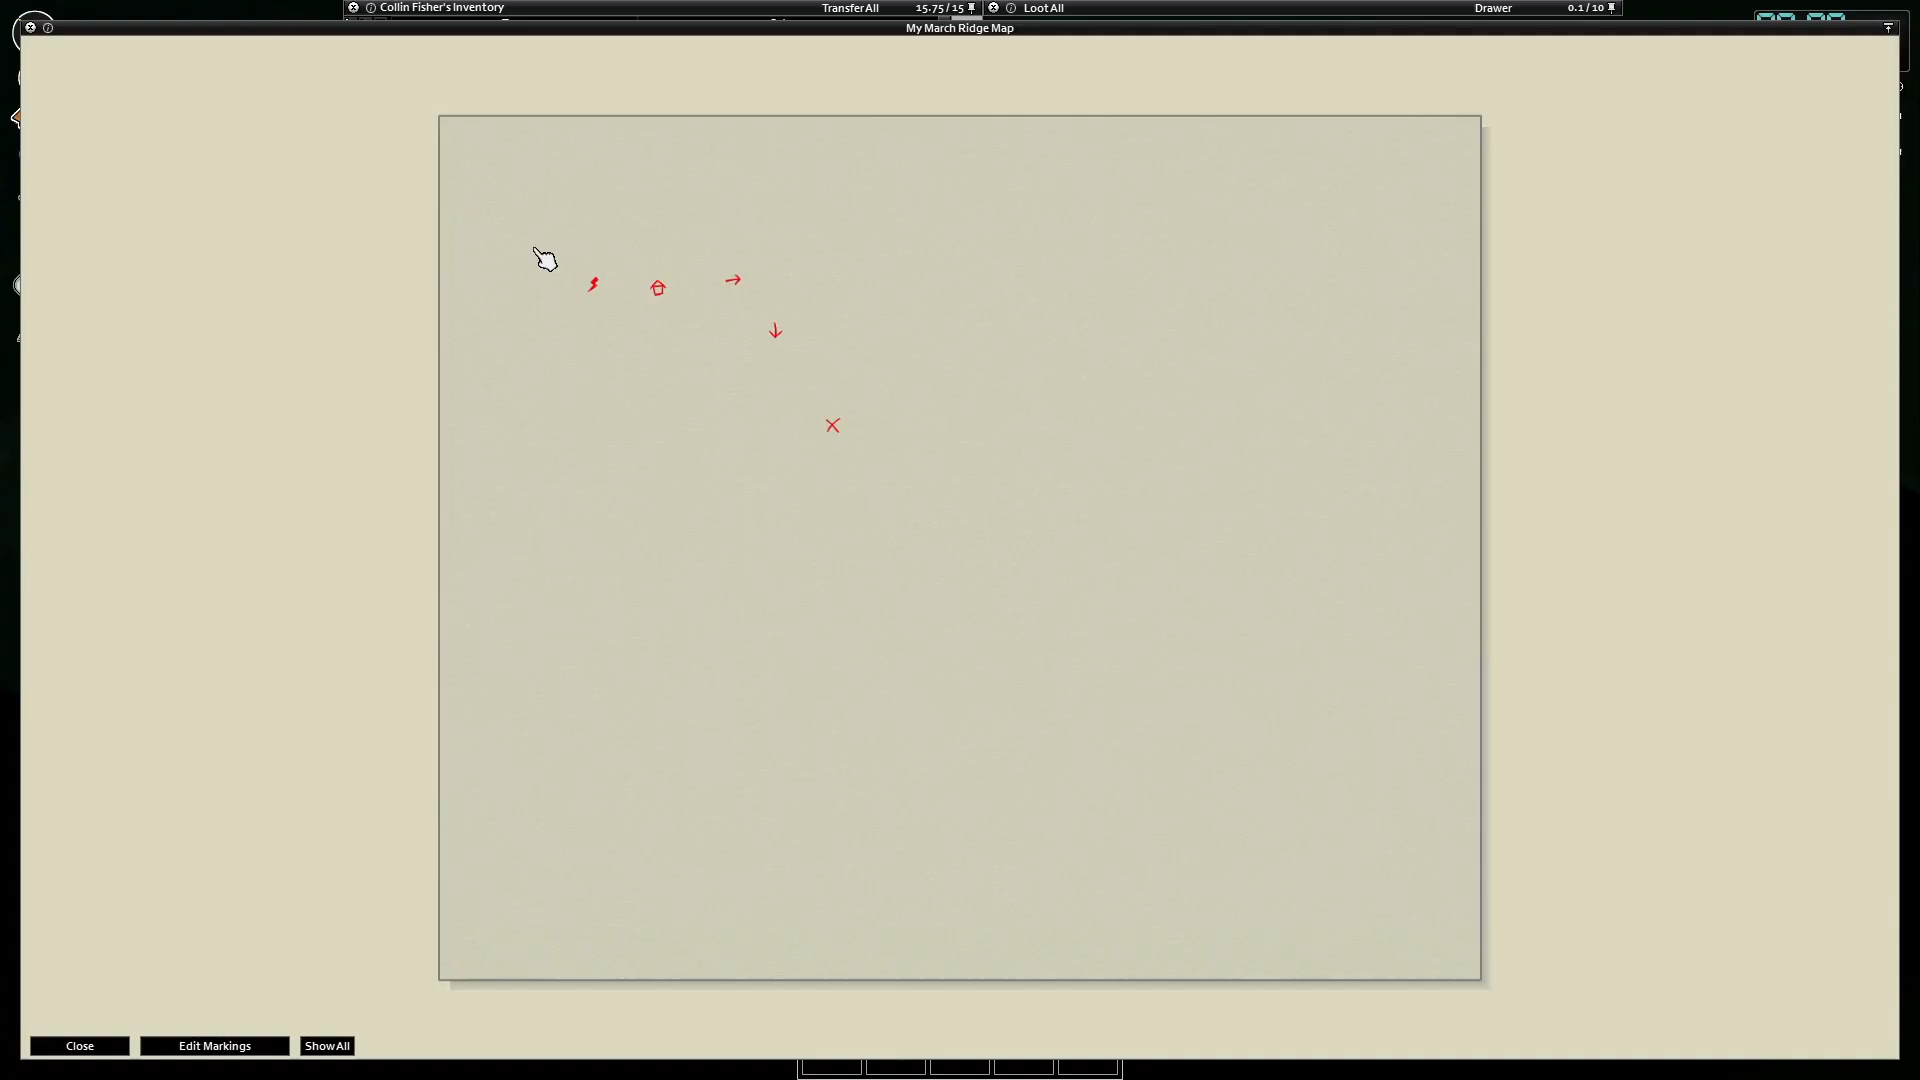 Collin Fisher's Inventory Transfer All 15.75 / 15 Loot All Drawer 0.1 / 10
My March Ridge Map
Close Edit Markings Show All